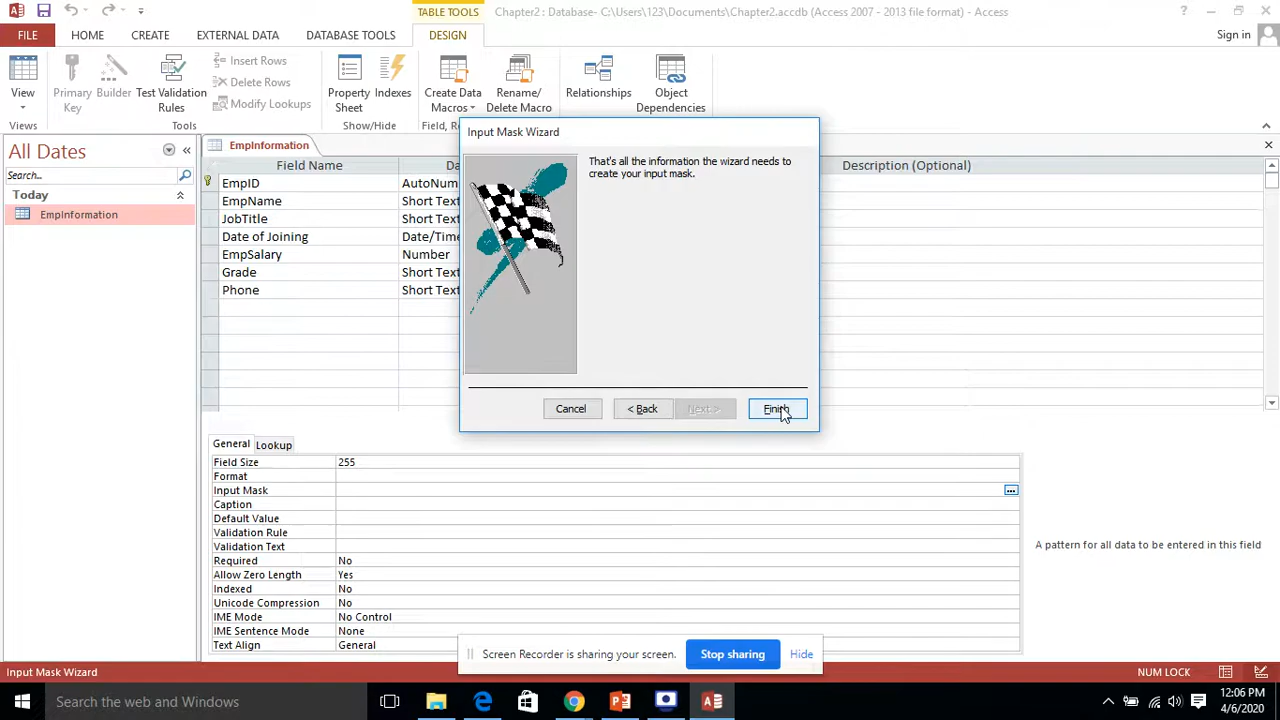 TABLE TOOLS
Chapter2 : Database- C:\Users\123\Documents\Chapter2.accdb (Access 2007 - 2013 file format) - Access
?
FILE
HOME
CREATE
EXTERNAL DATA
DATABASE TOOLS
DESIGN
Sign in
View
Primary Key
Builder
Test Validation Rules
Insert Rows
Delete Rows
Modify Lookups
Property Sheet
Indexes
Create Data Macros
Rename/ Delete Macro
Relationships
Object Dependencies
Views
Tools
Show/Hide
Field, R
All Dates
Search...
Today
EmpInformation
EmpInformation
Field Name
Da
Description (Optional)
EmpID
AutoNum
EmpName
Short Text
JobTitle
Short Text
Date of Joining
Date/Time
EmpSalary
Number
Grade
Short Text
Phone
Short Text
Input Mask Wizard
That's all the information the wizard needs to
create your input mask.
Cancel
< Back
Next >
Finish
General
Lookup
Field Size
255
Format
Input Mask
...
Caption
Default Value
Validation Rule
Validation Text
Required
No
Allow Zero Length
Yes
Indexed
No
Unicode Compression
No
IME Mode
No Control
IME Sentence Mode
None
Text Align
General
A pattern for all data to be entered in this field
Screen Recorder is sharing your screen.
Stop sharing
Hide
Input Mask Wizard
NUM LOCK
Search the web and Windows
12:06 PM
4/6/2020